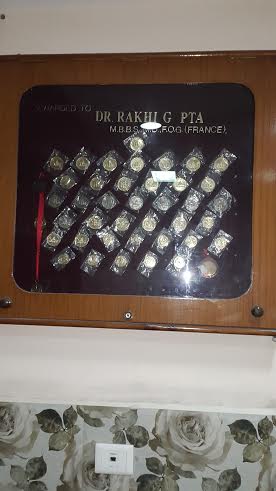 AWARDED TO
DR. RAKHI G PTA
M.B.B.S. M.D. F.O.G (FRANCE),